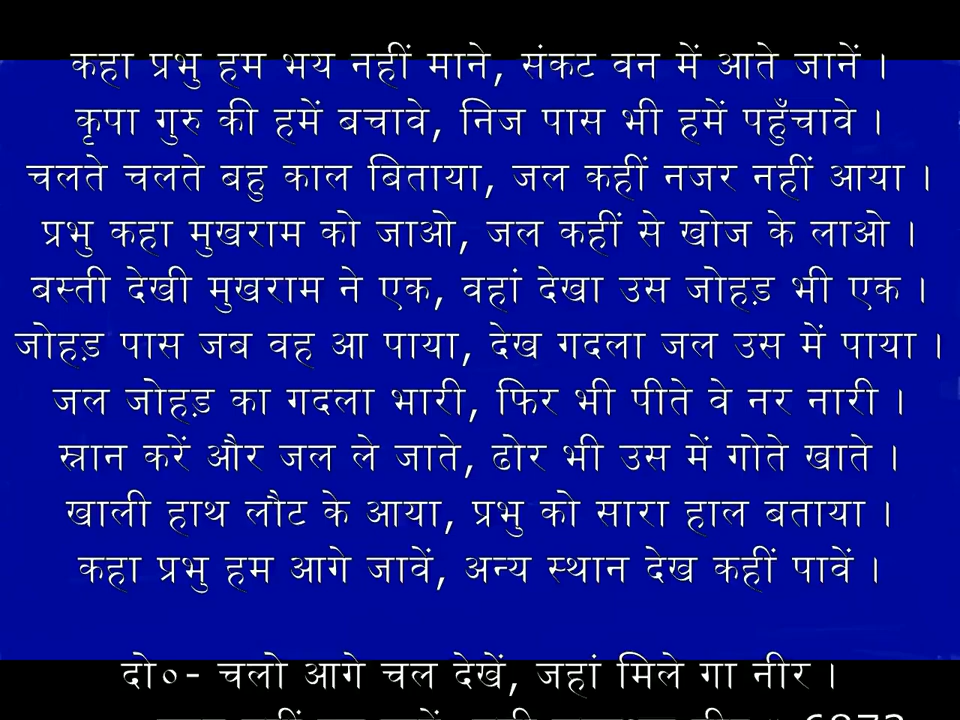 कहा प्रभु हम भय नहीं माने, संकट वन में आते जानें ।
कृपा गुरु की हमें बचावे, निज पास भी हमें पहुँचावे ।
चलते चलते बहु काल बिताया, जल कहीं नजर नहीं आया ।
प्रभु कहा मुखराम को जाओ, जल कहीं से खोज के लाओ ।
बस्ती देखी मुखराम ने एक, वहां देखा उस जोहड़ भी एक ।
जोहड़ पास जब वह आ पाया, देख गदला जल उस में पाया ।
जल जोहड़ का गदला भारी, फिर भी पीते वे नर नारी ।
स्नान करें और जल ले जाते, ढोर भी उस में गोते खाते ।
खाली हाथ लौट के आया, प्रभु को सारा हाल बताया ।
कहा प्रभु हम आगे जावें, अन्य स्थान देख कहीं पावें ।
दो०- चलो आगे चल देखें, जहां मिले गा नीर ।